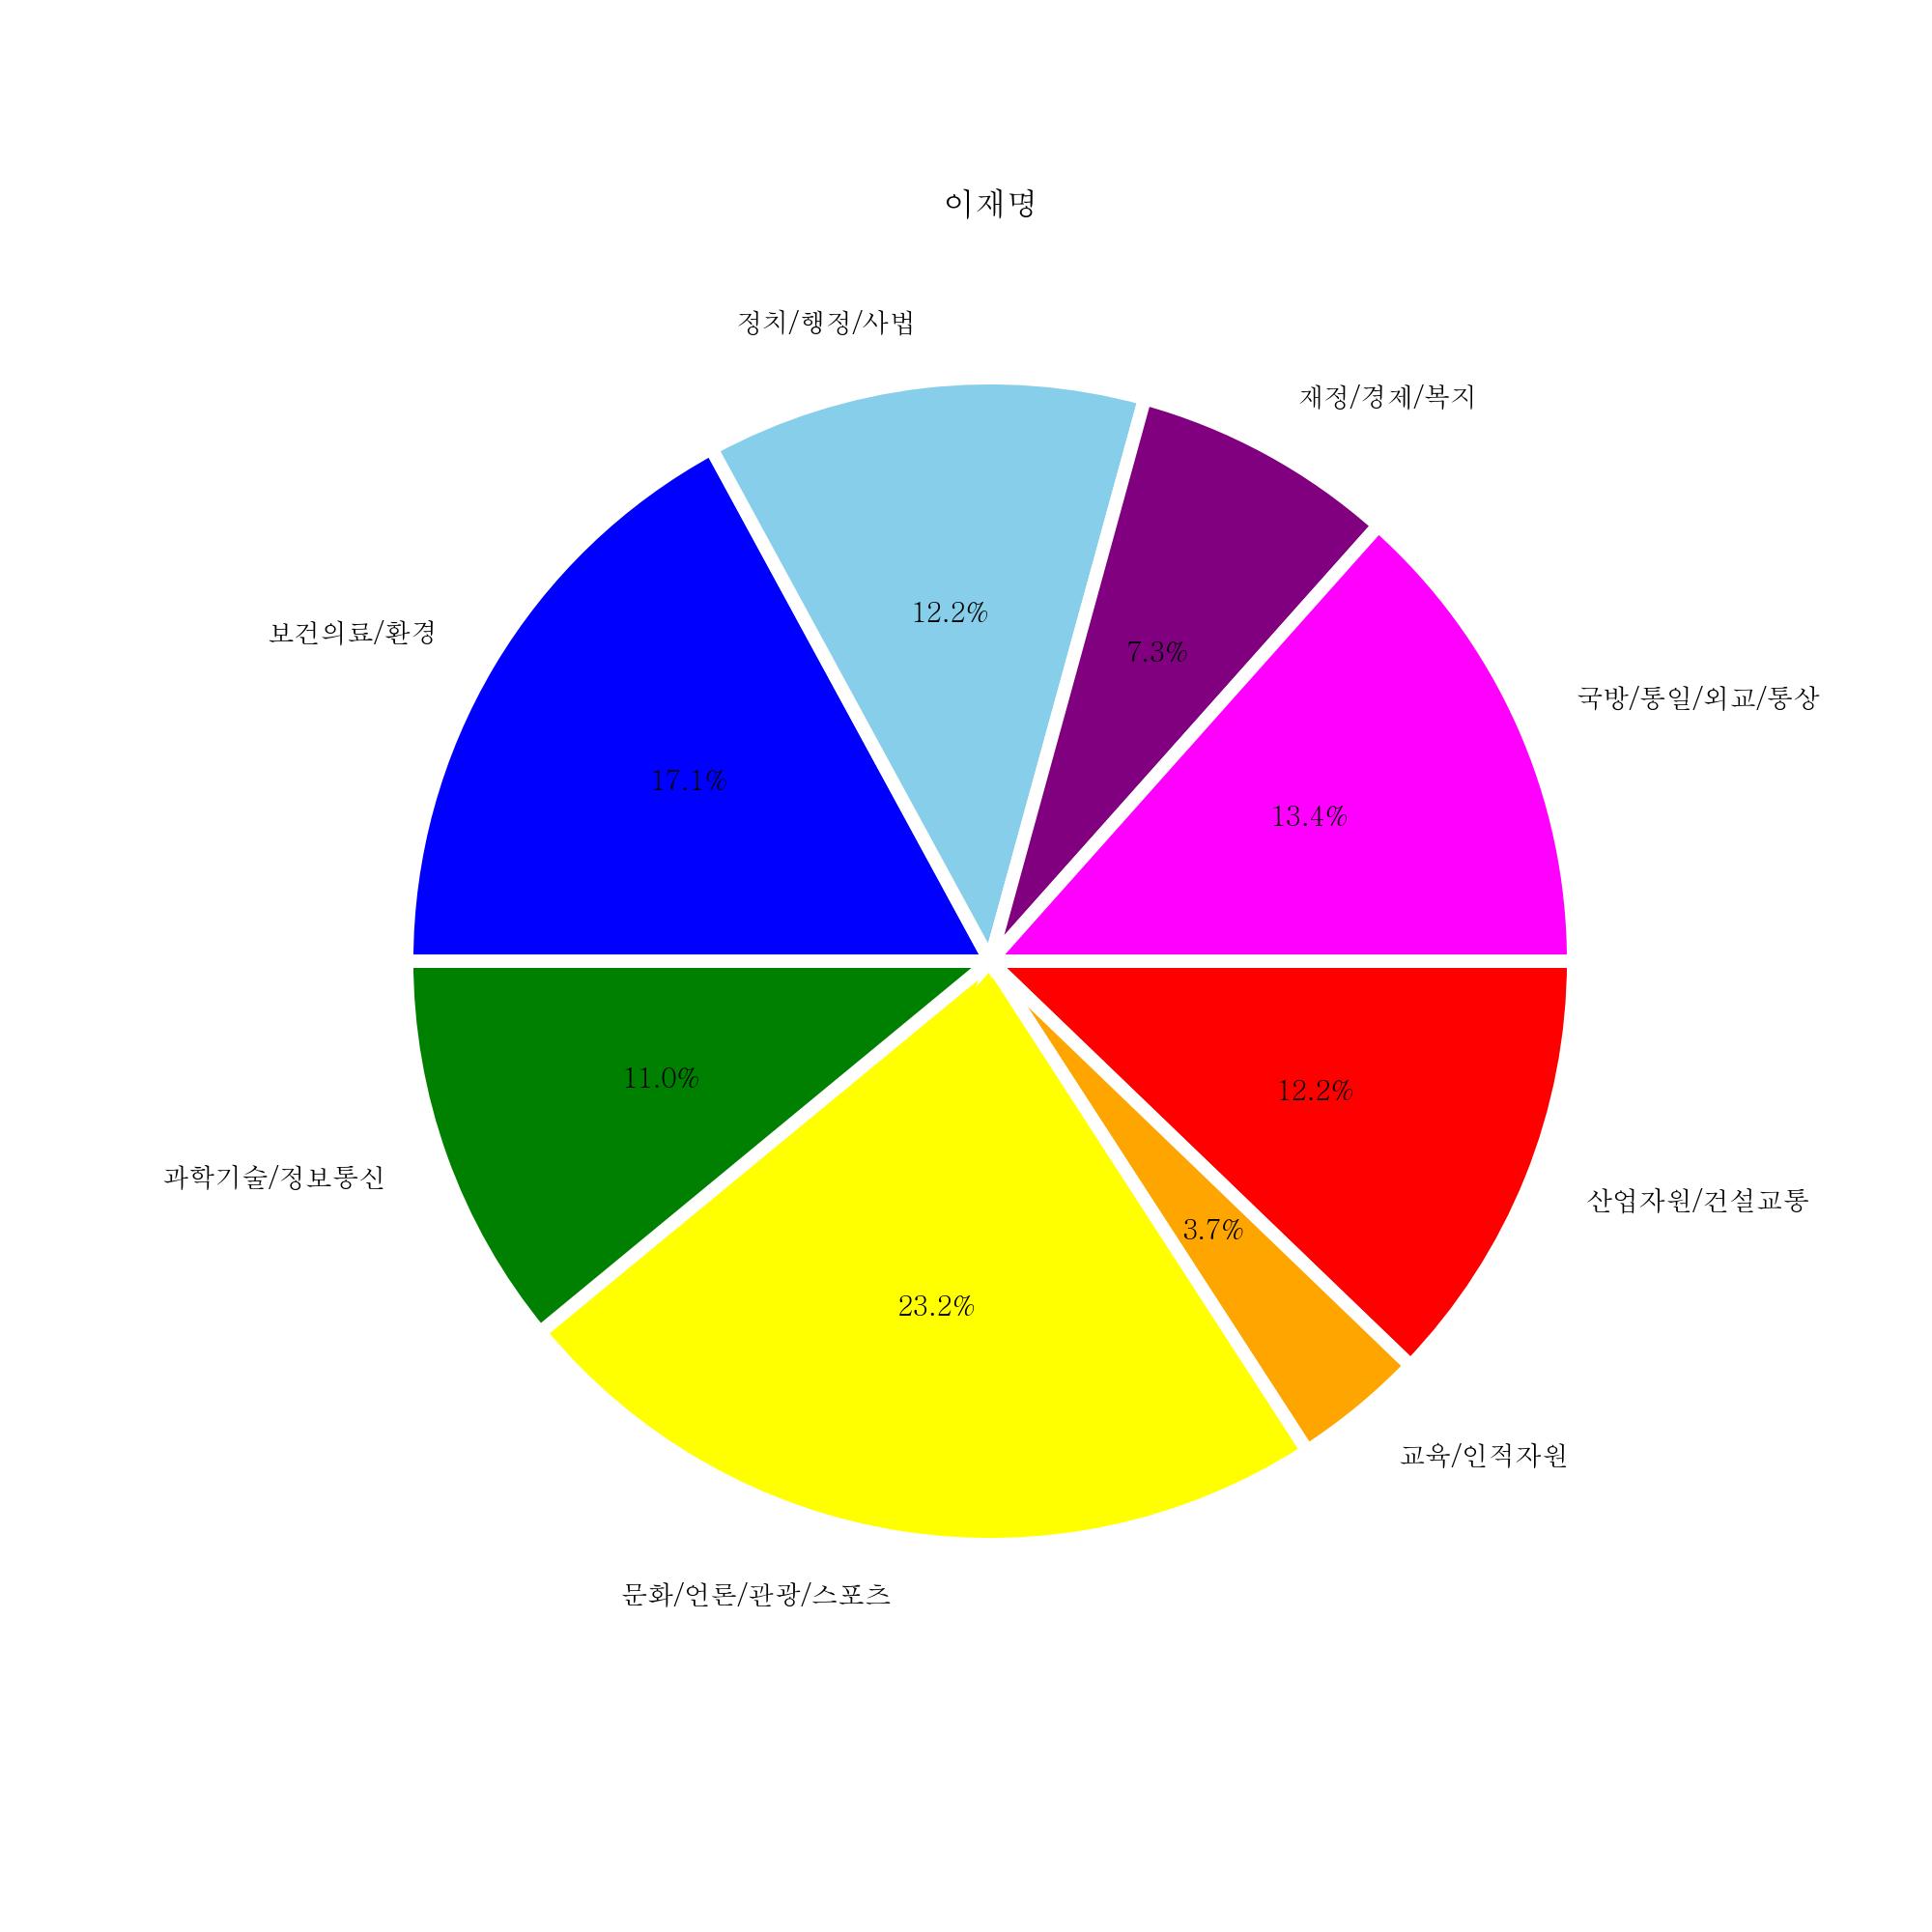 이재명
정치/행정/사법
재정/경제/복지
12.2%
7.3%
보건의료/환경
국방/통일/외교/통상
17.1%
13.4%
11.0%
12.2%
과학기술/정보통신
산업자원/건설교통
3.7%
23.2%
교육/인적자원
문화/언론/관광/스포츠